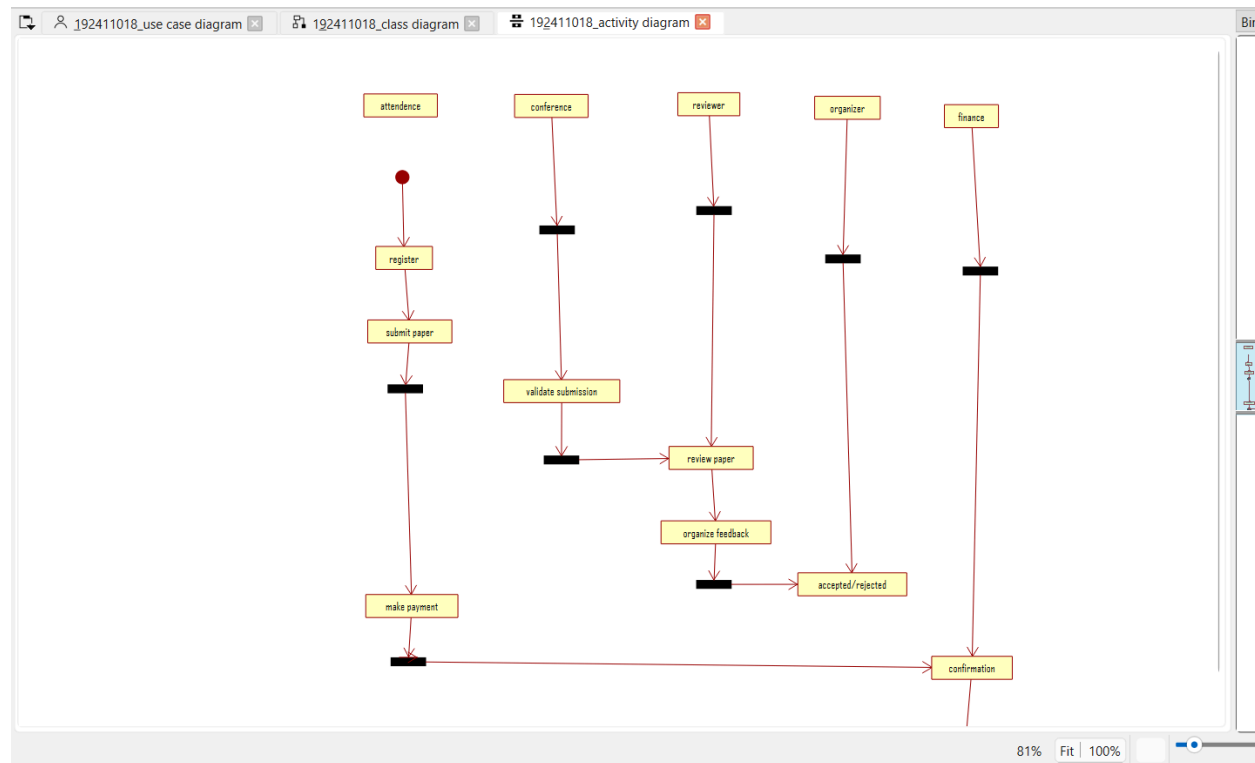 192411018_use case diagram
192411018_class diagram
192411018_activity diagram
attendence
conference
reviewer
organizer
finance
register
submit paper
validate submission
review paper
organize feedback
accepted/rejected
make payment
confirmation
81% Fit 100%